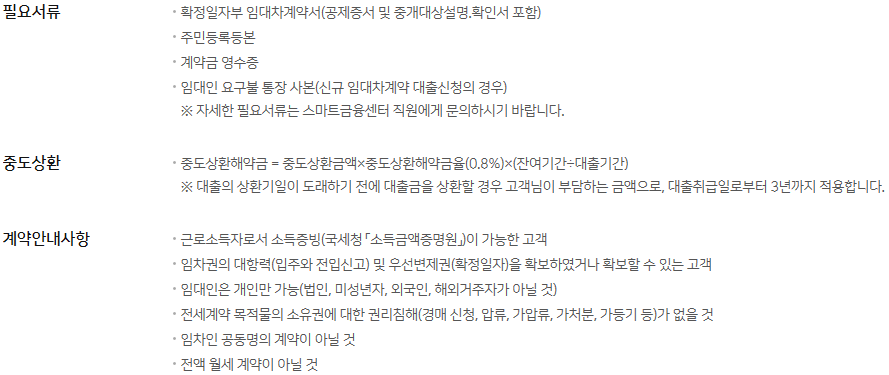 필요서류
· 확정일자부 임대차계약서(공제증서 및 중개대상설명.확인서 포함)
· 주민등록등본
· 계약금 영수증
· 임대인 요구불 통장 사본(신규 임대차계약 대출신청의 경우)
※ 자세한 필요서류는 스마트금융센터 직원에게 문의하시기 바랍니다.
중도상환
· 중도상환해약금 = 중도상환금액×중도상환해약금율(0.8%)×(잔여기간÷대출기간)
※ 대출의 상환기일이 도래하기 전에 대출금을 상환할 경우 고객님이 부담하는 금액으로, 대출취급일로부터 3년까지 적용합니다.
계약안내사항
· 근로소득자로서 소득증빙(국세청 ｢소득금액증명원｣)이 가능한 고객
· 임차권의 대항력(입주와 전입신고) 및 우선변제권(확정일자)을 확보하였거나 확보할 수 있는 고객
· 임대인은 개인만 가능(법인, 미성년자, 외국인, 해외거주자가 아닐 것)
· 전세계약 목적물의 소유권에 대한 권리침해(경매 신청, 압류, 가압류, 가처분, 가등기 등)가 없을 것
· 임차인 공동명의 계약이 아닐 것
· 전액 월세 계약이 아닐 것